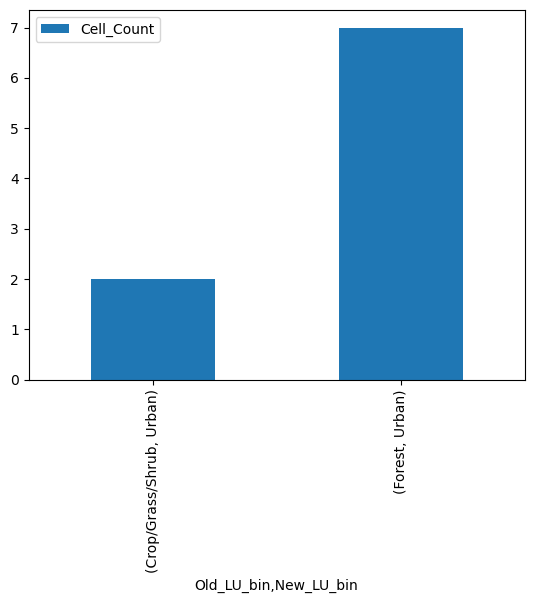 Cell_Count
7
6
5
4
3
2
1
0
(Crop/Grass/Shrub, Urban)
(Forest, Urban)
Old_LU_bin,New_LU_bin